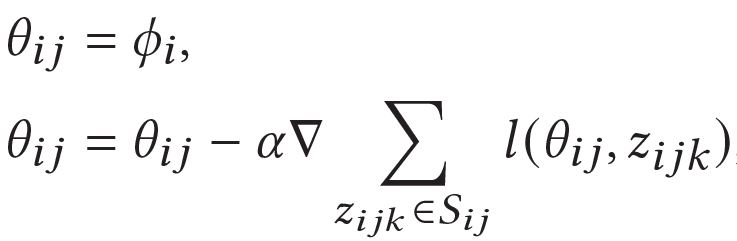 θ_{ij} = ϕ_i,
θ_{ij} = θ_{ij} − α∇ ∑_{z_{ijk}∈S_{ij}} l(θ_{ij}, z_{ijk}),